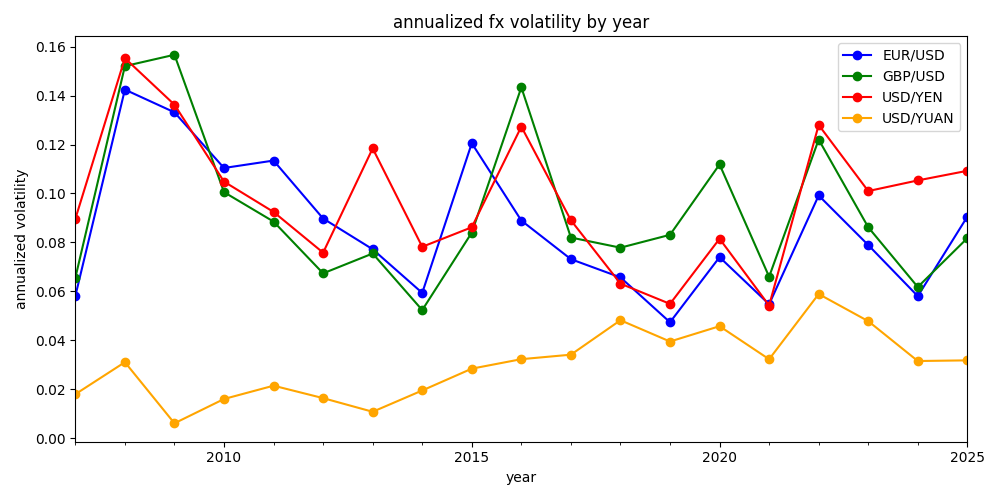 annualized fx volatility by year
EUR/USD
GBP/USD
USD/YEN
USD/YUAN
annualized volatility
0.16
0.14
0.12
0.10
0.08
0.06
0.04
0.02
0.00
2010
2015
2020
2025
year